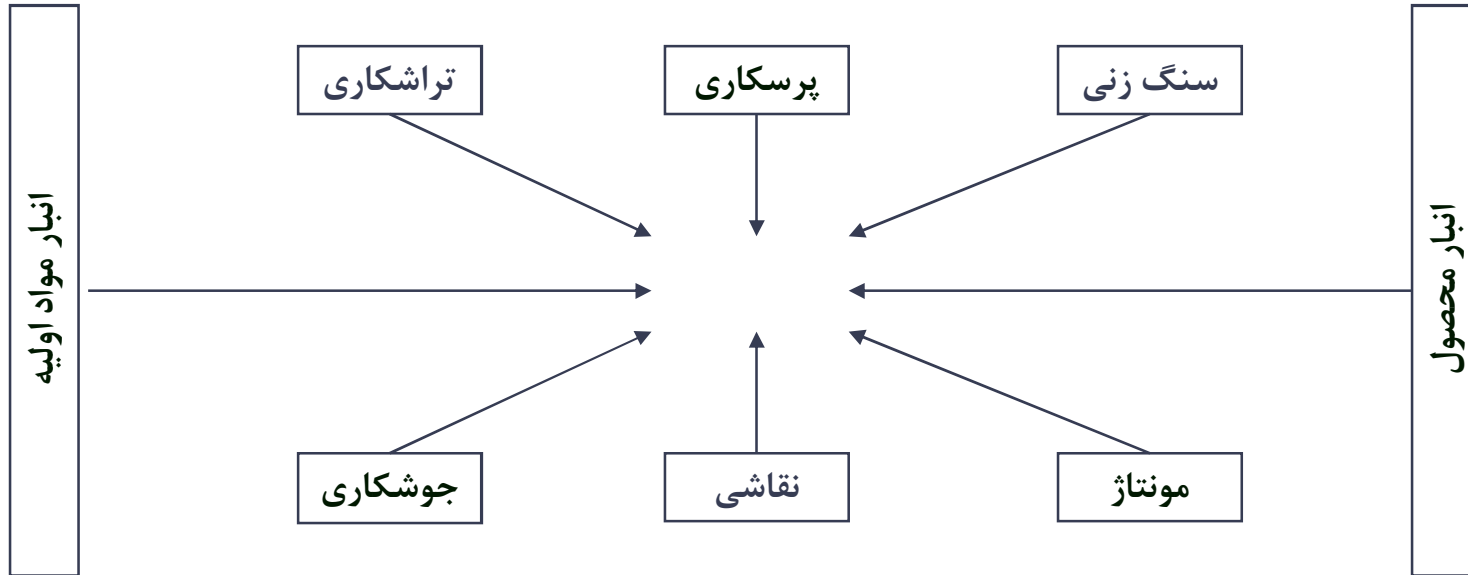 سنگ زنی
پرسکاری
تراشکاری
انبار محصول
انبار مواد اولیه
مونتاژ
نقاشی
جوشکاری